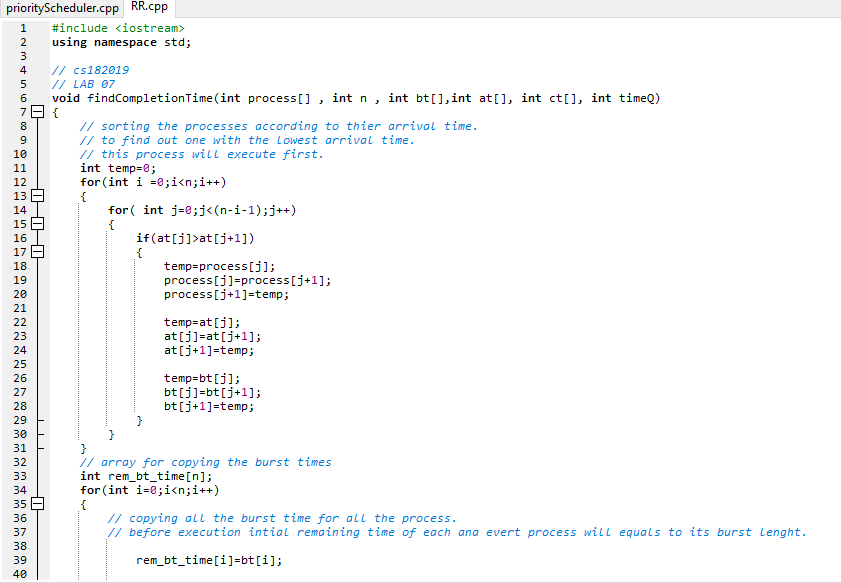 priorityScheduler.cpp RR.cpp
1 #include <iostream>
2 using namespace std;
3
4 // cs182019
5 // LAB 07
6 void findCompletionTime(int process[] , int n , int bt[],int at[], int ct[], int timeQ)
7 {
8 // sorting the processes according to thier arrival time.
9 // to find out one with the lowest arrival time.
10 // this process will execute first.
11 int temp=0;
12 for(int i =0;i<n;i++)
13 {
14 for( int j=0;j<(n-i-1);j++)
15 {
16 if(at[j]>at[j+1])
17 {
18 temp=process[j];
19 process[j]=process[j+1];
20 process[j+1]=temp;
21
22 temp=at[j];
23 at[j]=at[j+1];
24 at[j+1]=temp;
25
26 temp=bt[j];
27 bt[j]=bt[j+1];
28 bt[j+1]=temp;
29 }
30 }
31 }
32 // array for copying the burst times
33 int rem_bt_time[n];
34 for(int i=0;i<n;i++)
35 {
36 // copying all the burst time for all the process.
37 // before execution intial remaining time of each ana evert process will equals to its burst lenght.
38
39 rem_bt_time[i]=bt[i];
40